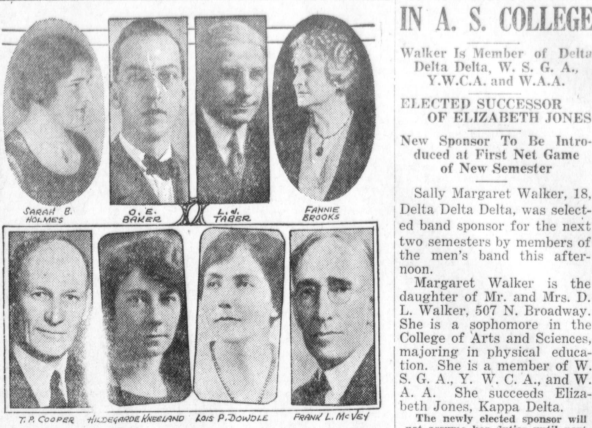 SARAH B.
HOLMES
O. E.
BAKER
L. J.
TABER
FANNIE
BROOKS
T. P. COOPER
HILDEGARDE KNEELAND
LOIS P. DOWDLE
FRANK L. MCVEY
IN A. S. COLLEGE
Walker Is Member of Delta
Delta Delta, W. S. G. A.,
Y.W.C.A. and W.A.A.
ELECTED SUCCESSOR
OF ELIZABETH JONES
New Sponsor To Be Intro-
duced at First Net Game
of New Semester
Sally Margaret Walker, 18,
Delta Delta Delta, was select-
ed band sponsor for the next
two semesters by members of
the men's band this after-
noon.
Margaret Walker is the
daughter of Mr. and Mrs. D.
L. Walker, 507 N. Broadway.
She is a sophomore in the
College of Arts and Sciences,
majoring in physical educa-
tion. She is a member of W.
S. G. A., Y. W. C. A., and W.
A. A. She succeeds Eliza-
beth Jones, Kappa Delta.
The newly elected sponsor will